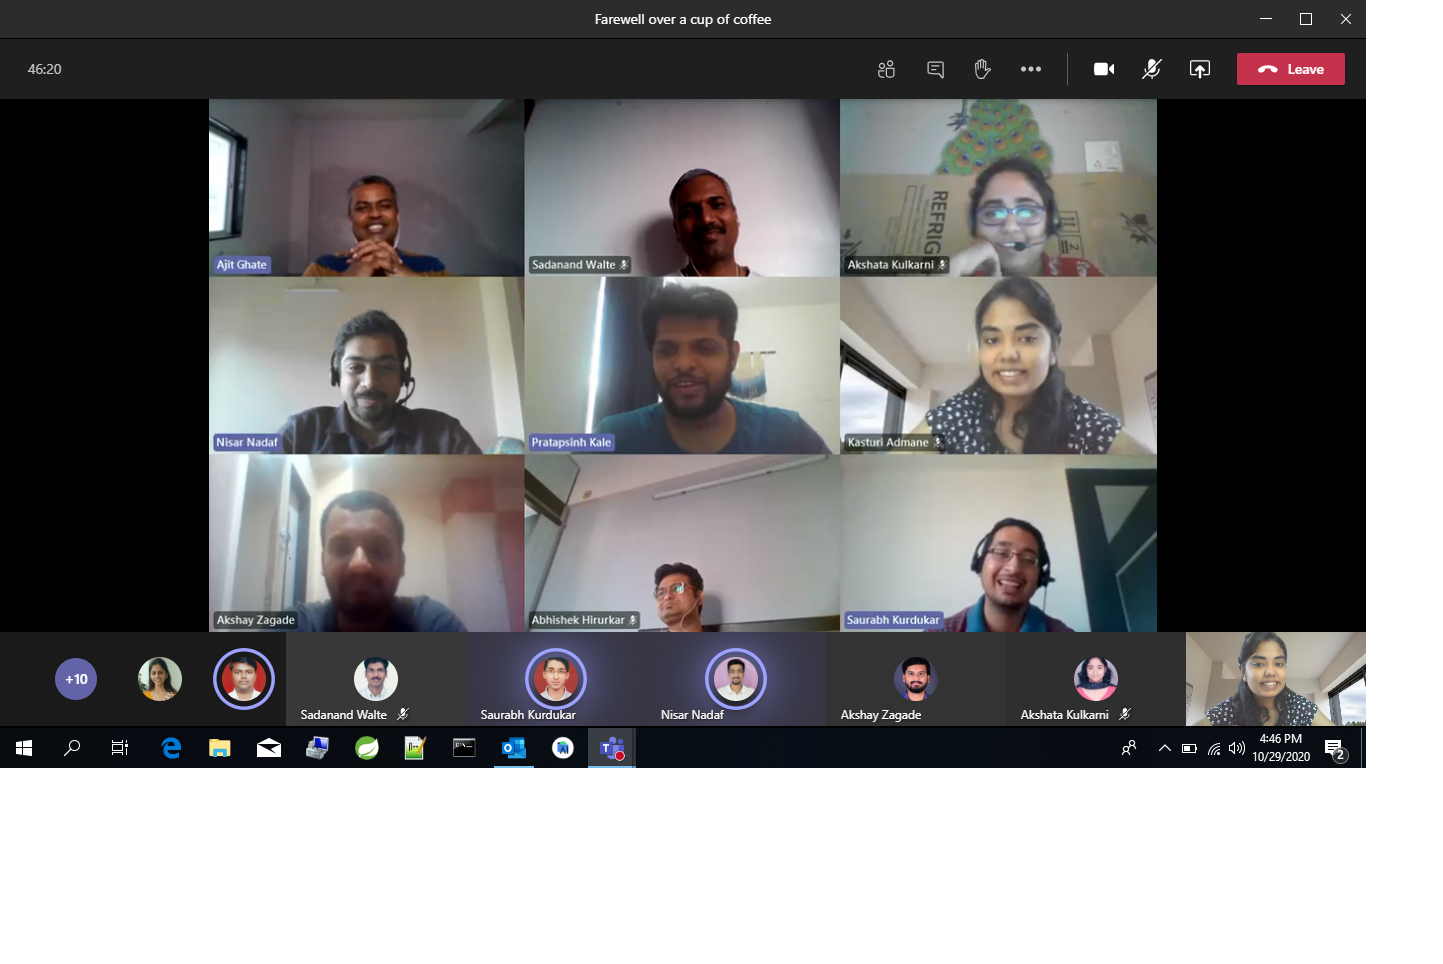 Farewell over a cup of coffee
46:20
Leave
REFRIG
Ajit Ghate
Sadanand Walte
Akshata Kulkarni
Nisar Nadaf
Pratapsinh Kale
Kasturi Admane
Akshay Zagade
Abhishek Hirurkar
Saurabh Kurdukar
+10
Sadanand Walte
Saurabh Kurdukar
Nisar Nadaf
Akshay Zagade
Akshata Kulkarni
4:46 PM
10/29/2020
2